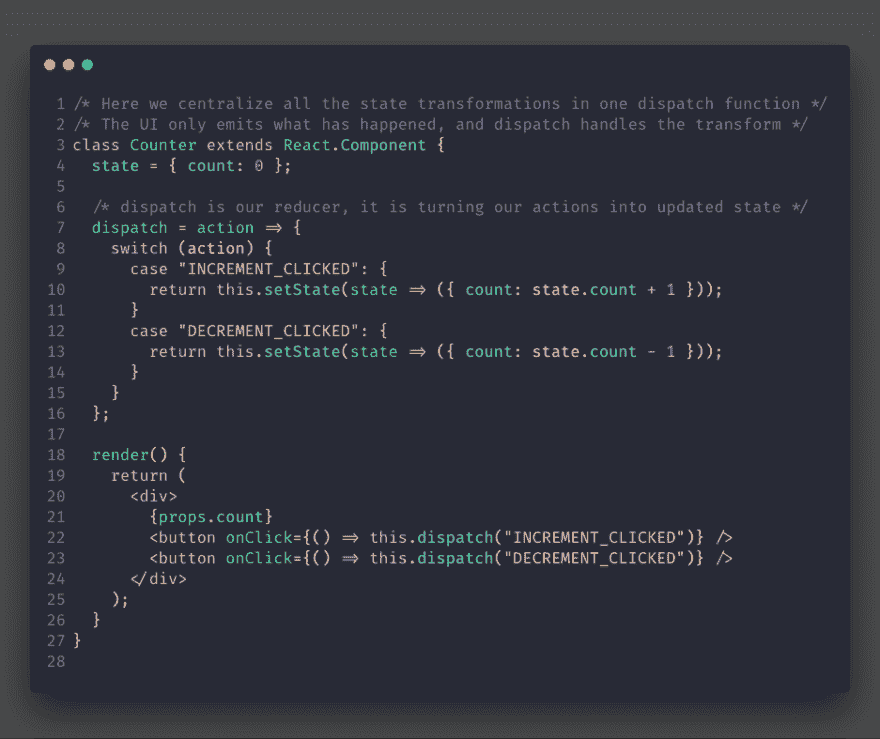 1 /* Here we centralize all the state transformations in one dispatch function */
2 /* The UI only emits what has happened, and dispatch handles the transform */
3 class Counter extends React.Component {
4   state = { count: 0 };
5
6   /* dispatch is our reducer, it is turning our actions into updated state */
7   dispatch = action => {
8     switch (action) {
9       case "INCREMENT_CLICKED": {
10         return this.setState(state => ({ count: state.count + 1 }));
11       }
12       case "DECREMENT_CLICKED": {
13         return this.setState(state => ({ count: state.count - 1 }));
14       }
15     }
16   };
17
18   render() {
19     return (
20       <div>
21         {props.count}
22         <button onClick={() => this.dispatch("INCREMENT_CLICKED")} />
23         <button onClick={() => this.dispatch("DECREMENT_CLICKED")} />
24       </div>
25     );
26   }
27 }
28